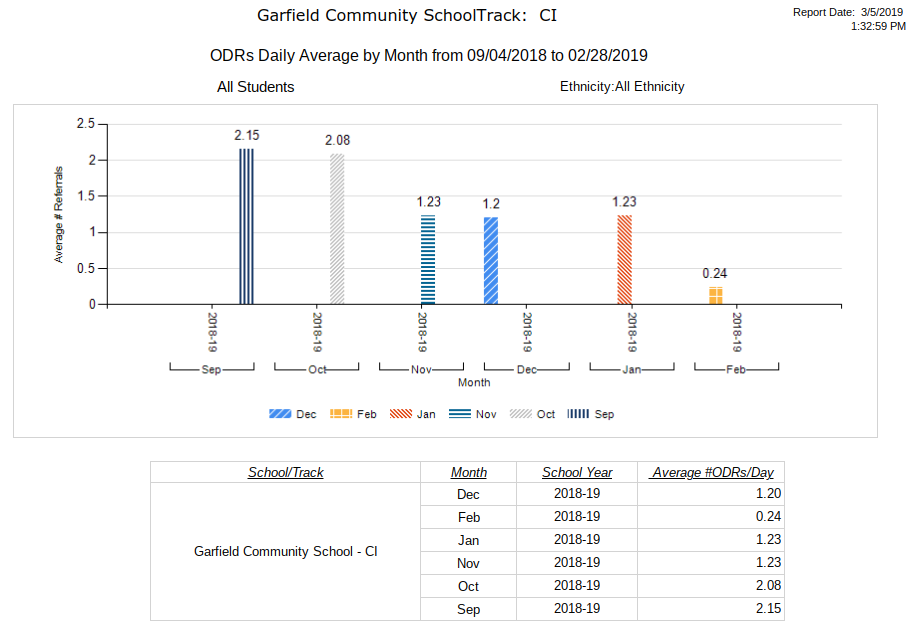 Garfield Community SchoolTrack: CI
Report Date: 3/5/2019
1:32:59 PM
ODRs Daily Average by Month from 09/04/2018 to 02/28/2019
All Students
Ethnicity:All Ethnicity
Average # Referrals
2.5
2
1.5
1
0.5
0
2.15
2.08
1.23
1.2
1.23
0.24
2018-19
2018-19
2018-19
2018-19
2018-19
2018-19
Sep
Oct
Nov
Dec
Jan
Feb
Month
Dec Feb Jan Nov Oct Sep
School/Track Month School Year Average #ODRs/Day
Garfield Community School - CI
Dec 2018-19 1.20
Feb 2018-19 0.24
Jan 2018-19 1.23
Nov 2018-19 1.23
Oct 2018-19 2.08
Sep 2018-19 2.15